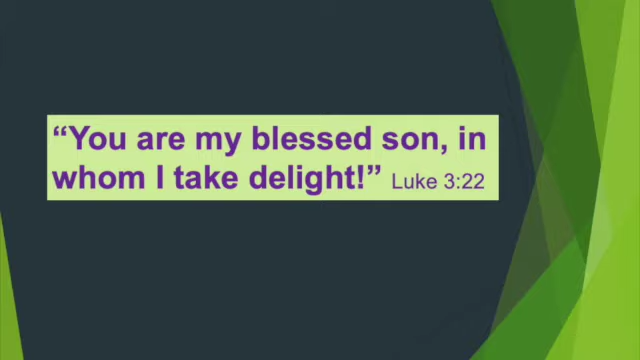 “You are my blessed son, in
whom I take delight!” Luke 3:22